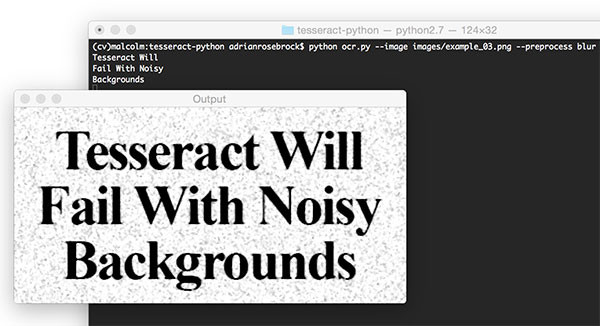 tesseract-python — python2.7 — 124×32
(cv)malcolm:tesseract-python adrianrosebrock$ python ocr.py --image images/example_03.png --preprocess blur
Tesseract Will
Fail With Noisy
Backgrounds
Output
Tesseract Will
Fail With Noisy
Backgrounds